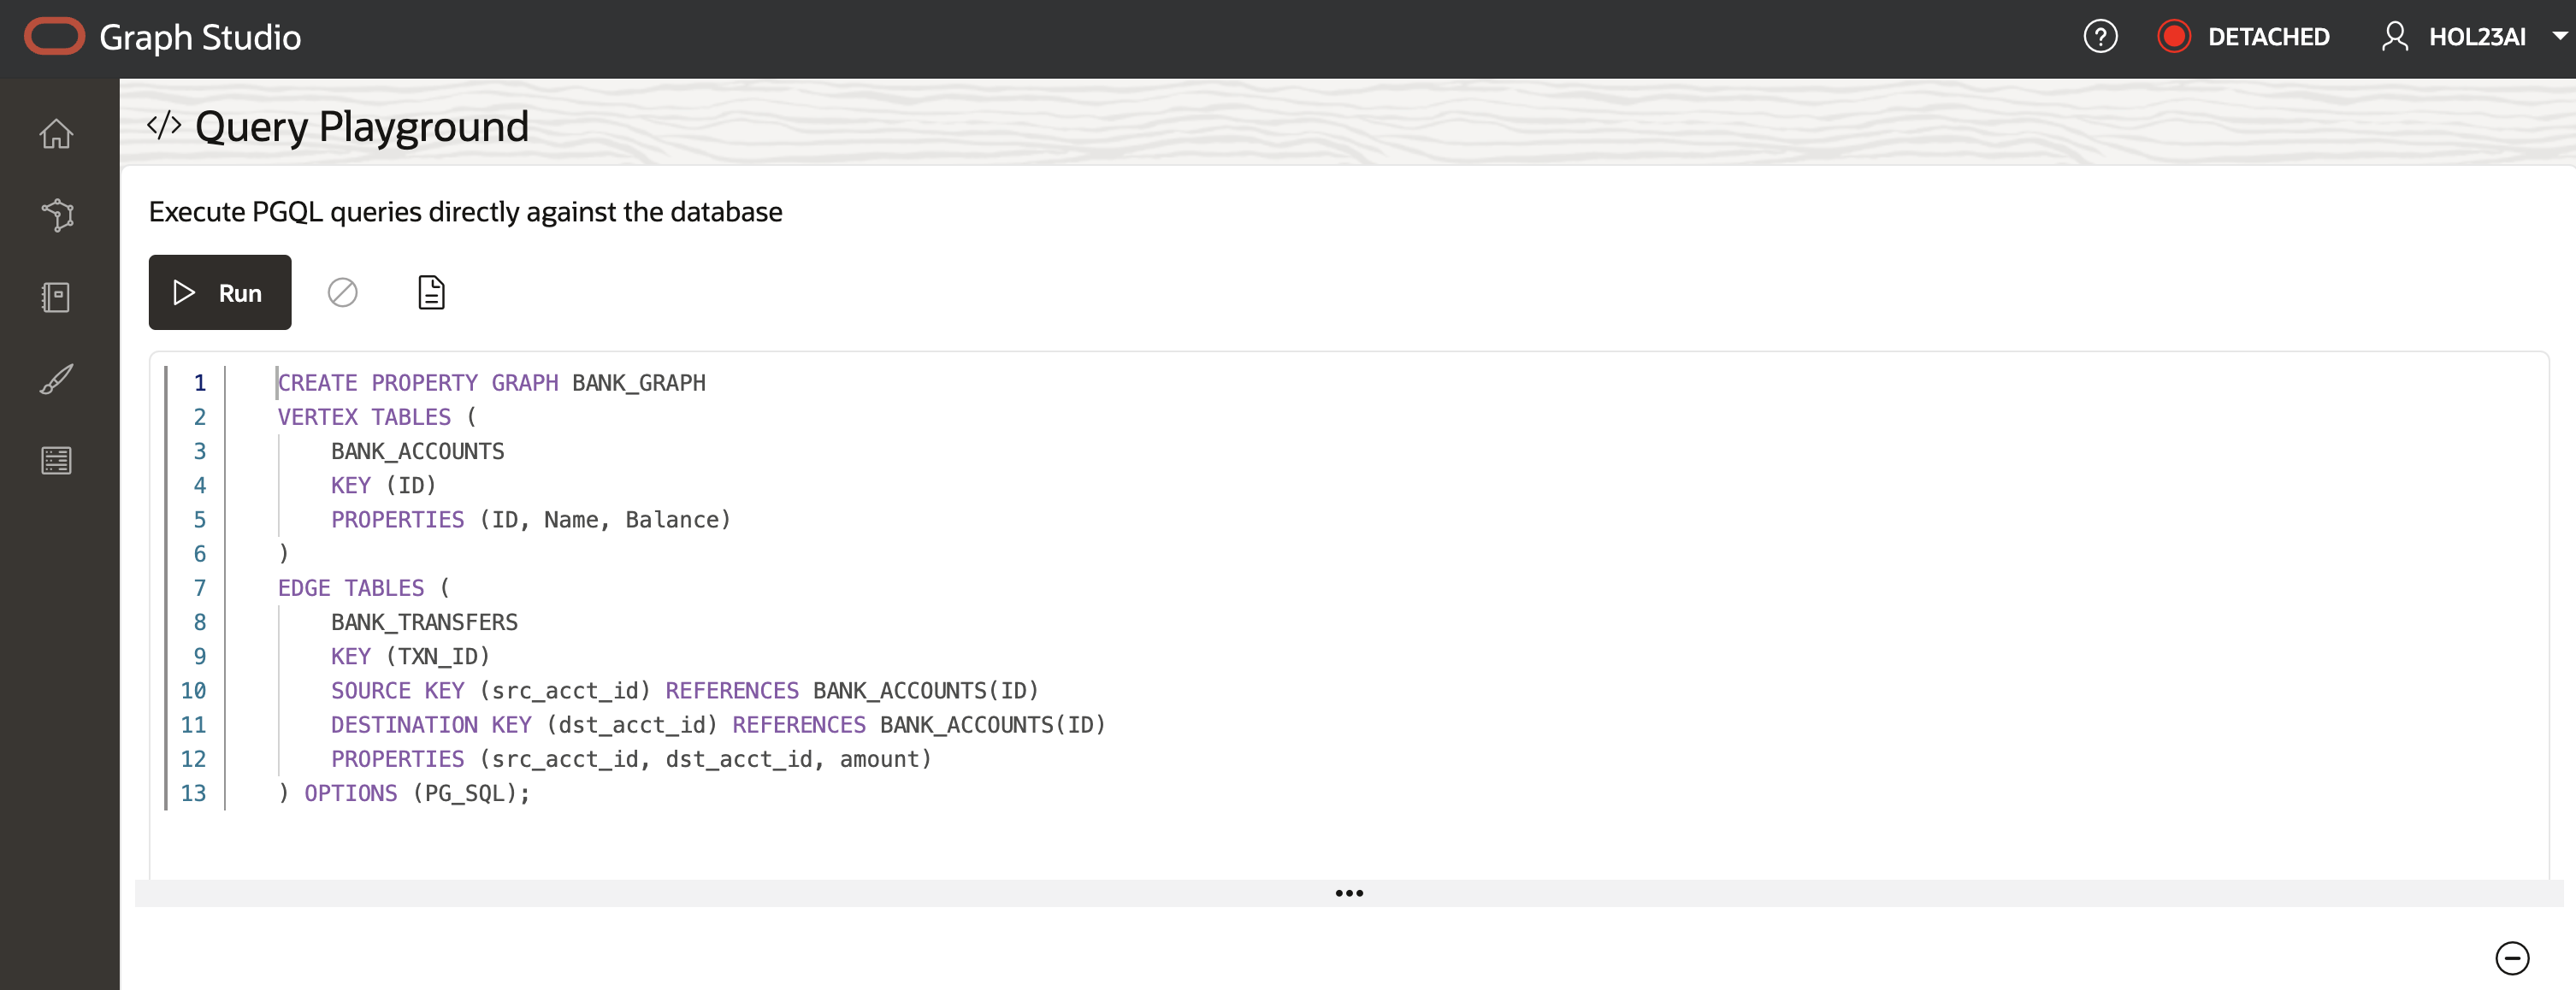 Graph Studio
? DETACHED HOL23AI
</> Query Playground
Execute PGQL queries directly against the database
Run
1 CREATE PROPERTY GRAPH BANK_GRAPH
2 VERTEX TABLES (
3 BANK_ACCOUNTS
4 KEY (ID)
5 PROPERTIES (ID, Name, Balance)
6 )
7 EDGE TABLES (
8 BANK_TRANSFERS
9 KEY (TXN_ID)
10 SOURCE KEY (src_acct_id) REFERENCES BANK_ACCOUNTS(ID)
11 DESTINATION KEY (dst_acct_id) REFERENCES BANK_ACCOUNTS(ID)
12 PROPERTIES (src_acct_id, dst_acct_id, amount)
13 ) OPTIONS (PG_SQL);